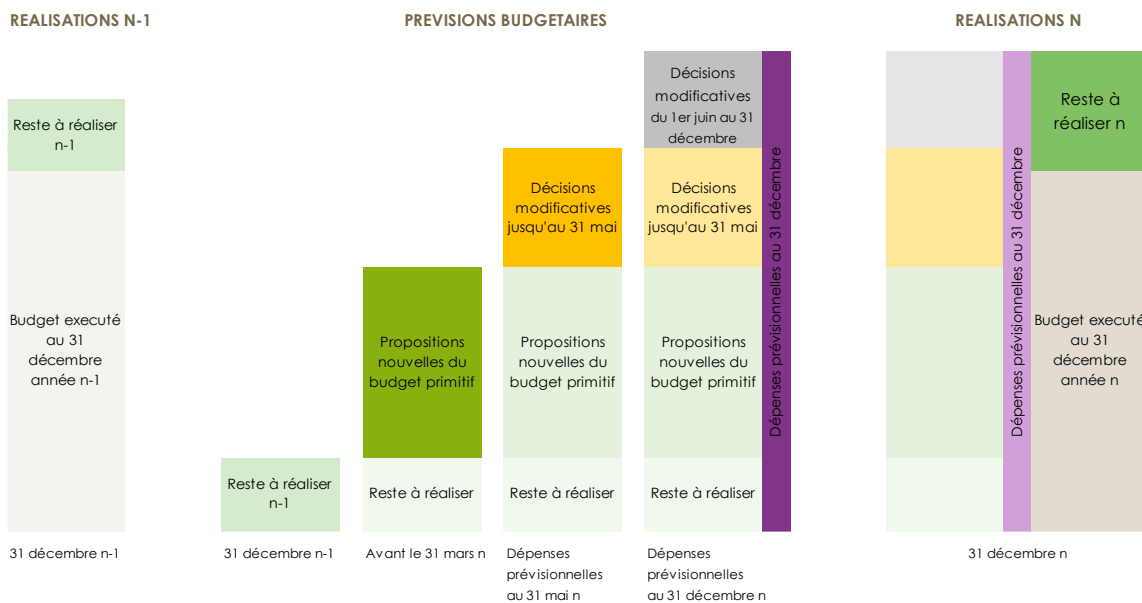 REALISATIONS N-1
PREVISIONS BUDGETAIRES
REALISATIONS N
Reste à réaliser
n-1
Budget executé
au 31
décembre
année n-1
31 décembre n-1
Reste à réaliser
n-1
31 décembre n-1
Propositions
nouvelles du
budget primitif
Reste à réaliser
Avant le 31 mars n
Décisions
modificatives
jusqu'au 31 mai
Propositions
nouvelles du
budget primitif
Reste à réaliser
Dépenses
prévisionnelles
au 31 mai n
Décisions
modificatives
du 1er juin au 31
décembre
Décisions
modificatives
jusqu'au 31 mai
Propositions
nouvelles du
budget primitif
Reste à réaliser
Dépenses
prévisionnelles
au 31 décembre n
Dépenses prévisionnelles au 31 décembre
Dépenses prévisionnelles au 31 décembre
Reste à
réaliser n
Budget executé
au 31
décembre
année n
31 décembre n